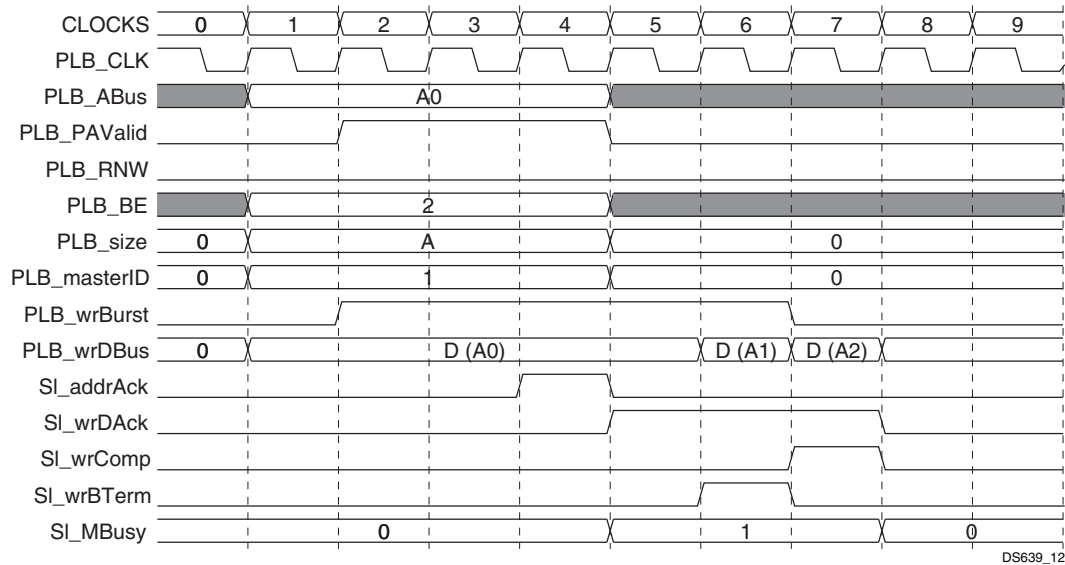 CLOCKS 0 1 2 3 4 5 6 7 8 9
PLB_CLK
PLB_ABus A0
PLB_PAValid
PLB_RNW
PLB_BE 2
PLB_size 0 A 0
PLB_masterID 0 1 0
PLB_wrBurst
PLB_wrDBus 0 D (A0) D (A1) D (A2)
Sl_addrAck
Sl_wrDAck
Sl_wrComp
Sl_wrBTerm
Sl_MBusy 0 1 0
DS639_12